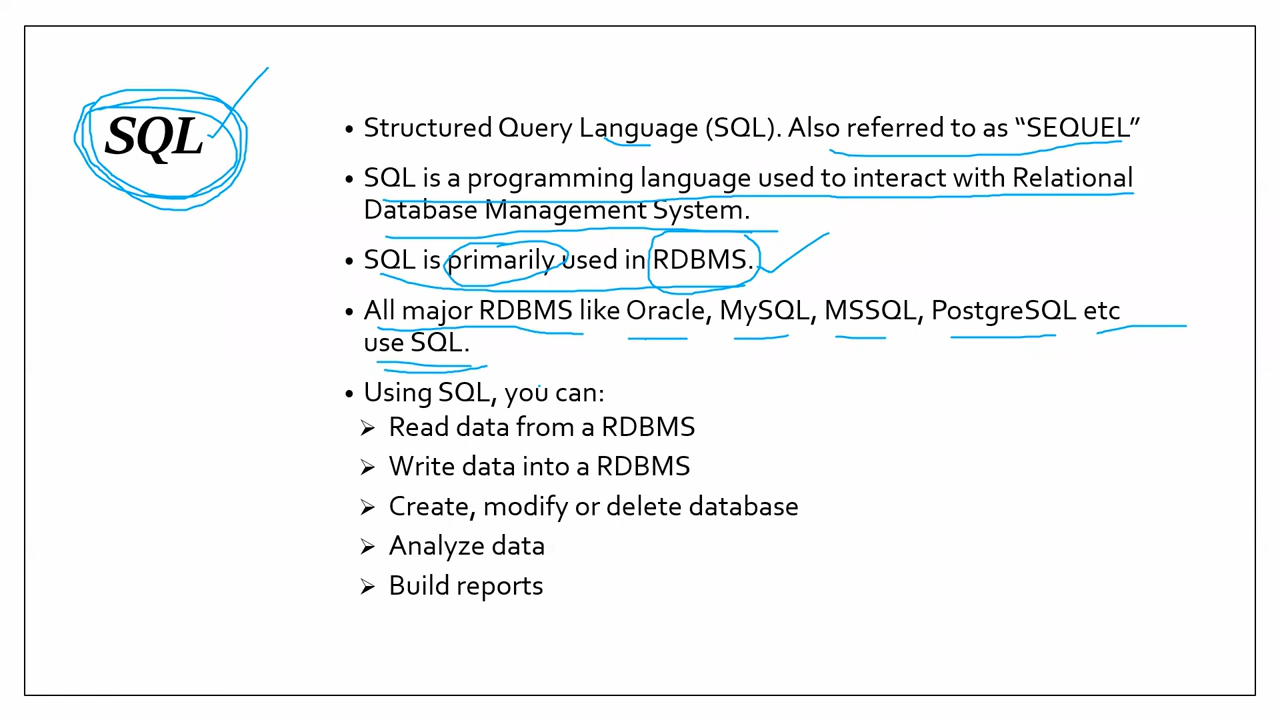 SQL
• Structured Query Language (SQL). Also referred to as “SEQUEL”
• SQL is a programming language used to interact with Relational
Database Management System.
• SQL is primarily used in RDBMS.
• All major RDBMS like Oracle, MySQL, MSSQL, PostgreSQL etc
use SQL.
• Using SQL, you can:
➢ Read data from a RDBMS
➢ Write data into a RDBMS
➢ Create, modify or delete database
➢ Analyze data
➢ Build reports